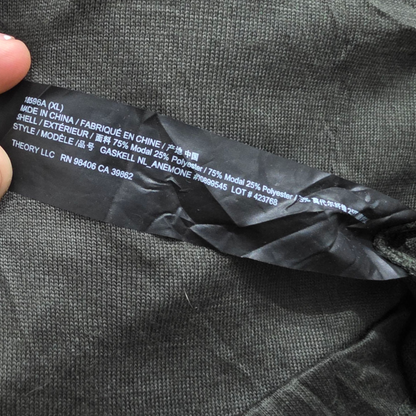 18596A (XL)
MADE IN CHINA / FABRIQUÉ EN CHINE / 产地 中国
SHELL / EXTÉRIEUR / 面料 75% Modal 25% Polyester / 75% Modal 25% Polyester
STYLE / MODÈLE / 品号 GASKELL NL_ANEMONE LOT # 423768
THEORY LLC RN 98406 CA 39862